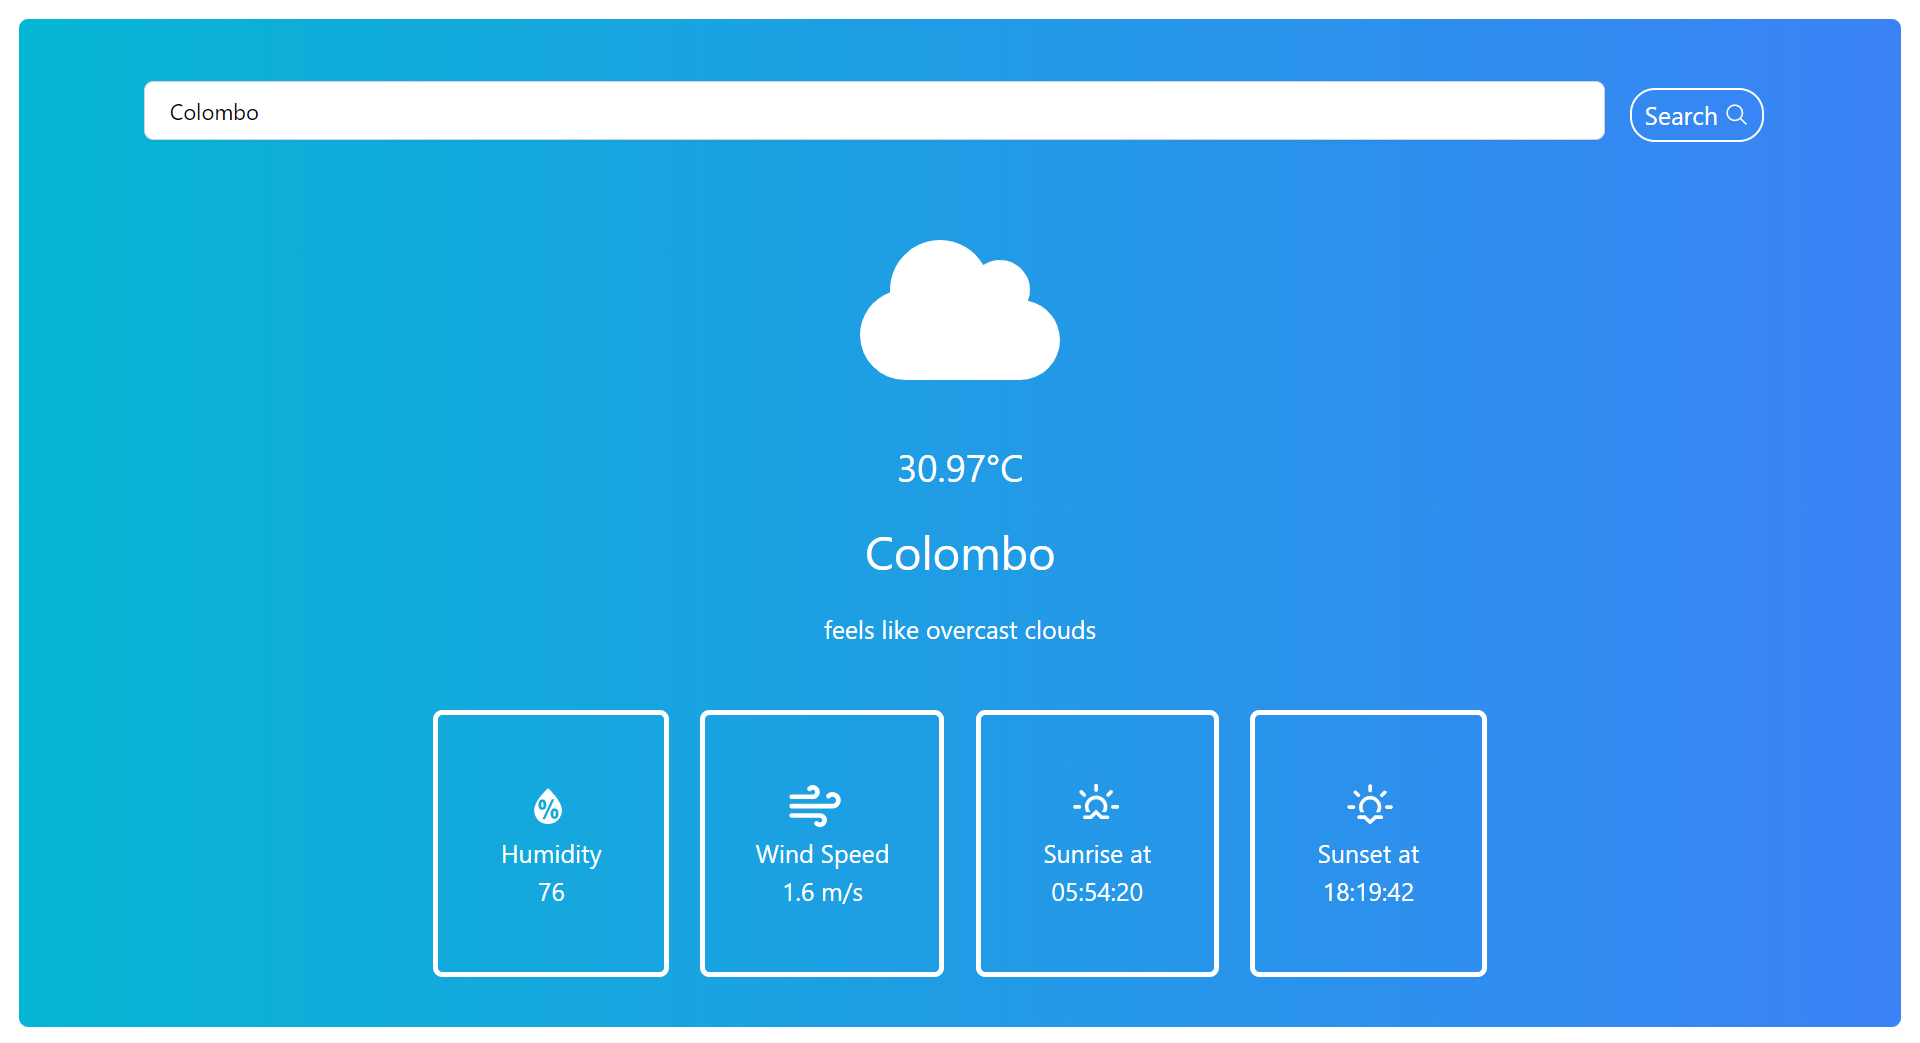 Colombo
Search
30.97°C
Colombo
feels like overcast clouds
%
Humidity
76
Wind Speed
1.6 m/s
Sunrise at
05:54:20
Sunset at
18:19:42